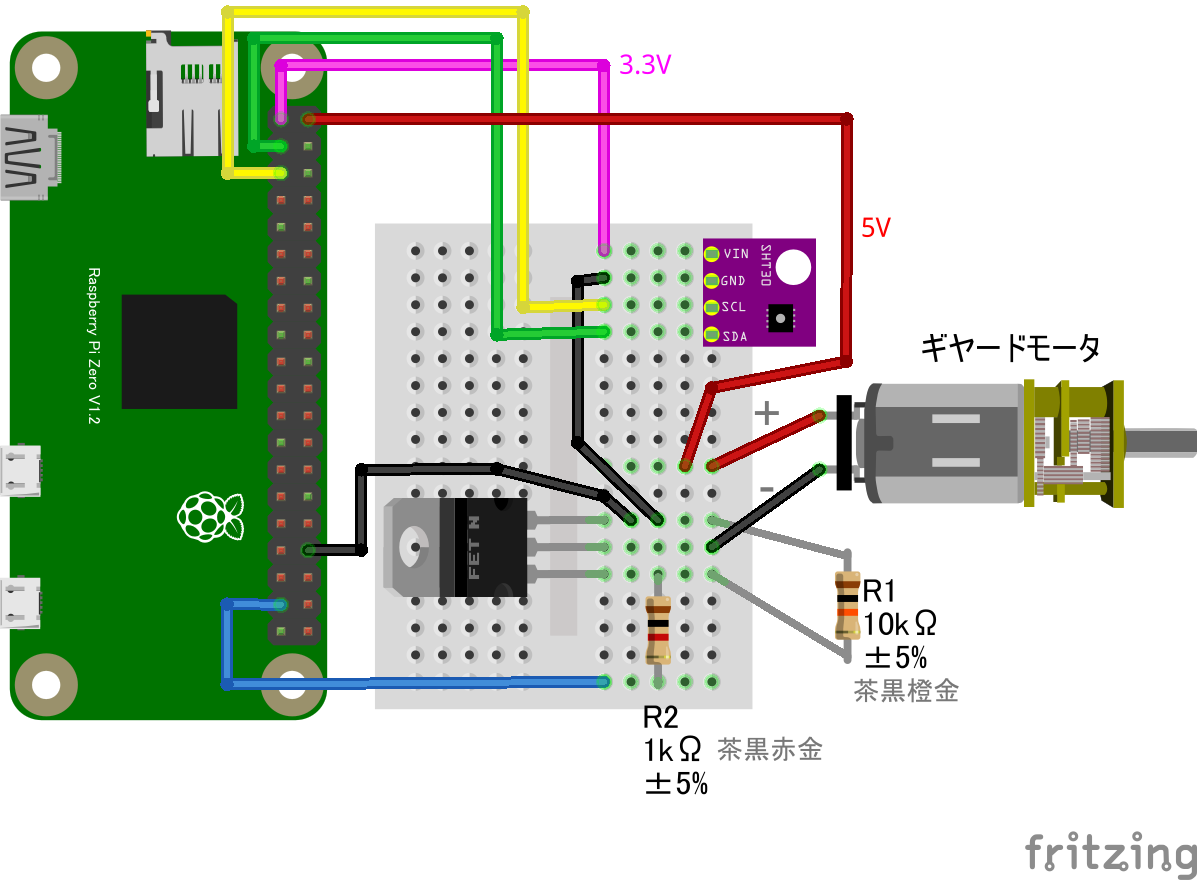 3.3V
5V
VIN
GND
SCL
SDA
SHT30
Raspberry Pi Zero V1.2
ギヤードモータ
+
-
FET N
R1
10kΩ
±5%
茶黒橙金
R2
1kΩ
±5%
茶黒赤金
fritzing